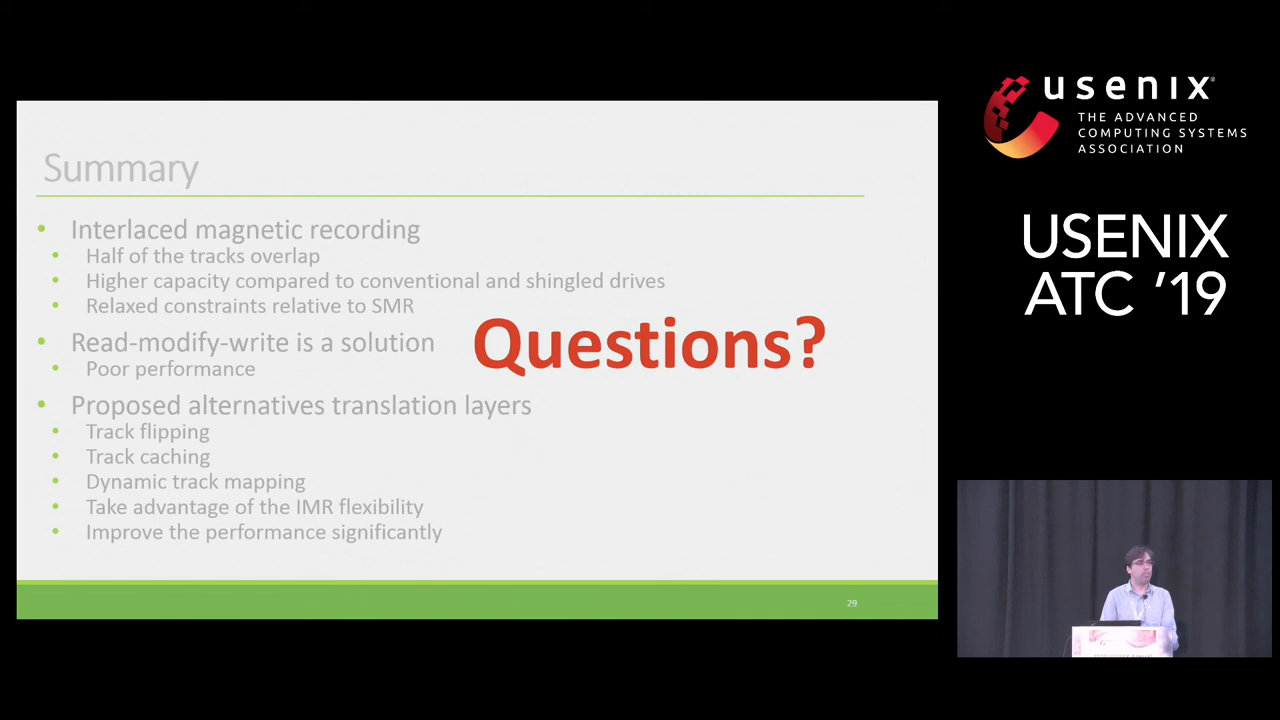 Summary
• Interlaced magnetic recording
• Half of the tracks overlap
• Higher capacity compared to conventional and shingled drives
• Relaxed constraints relative to SMR
• Read-modify-write is a solution
• Poor performance
Questions?
• Proposed alternatives translation layers
• Track flipping
• Track caching
• Dynamic track mapping
• Take advantage of the IMR flexibility
• Improve the performance significantly
29
usenix®
THE ADVANCED
COMPUTING SYSTEMS
ASSOCIATION
USENIX
ATC '19